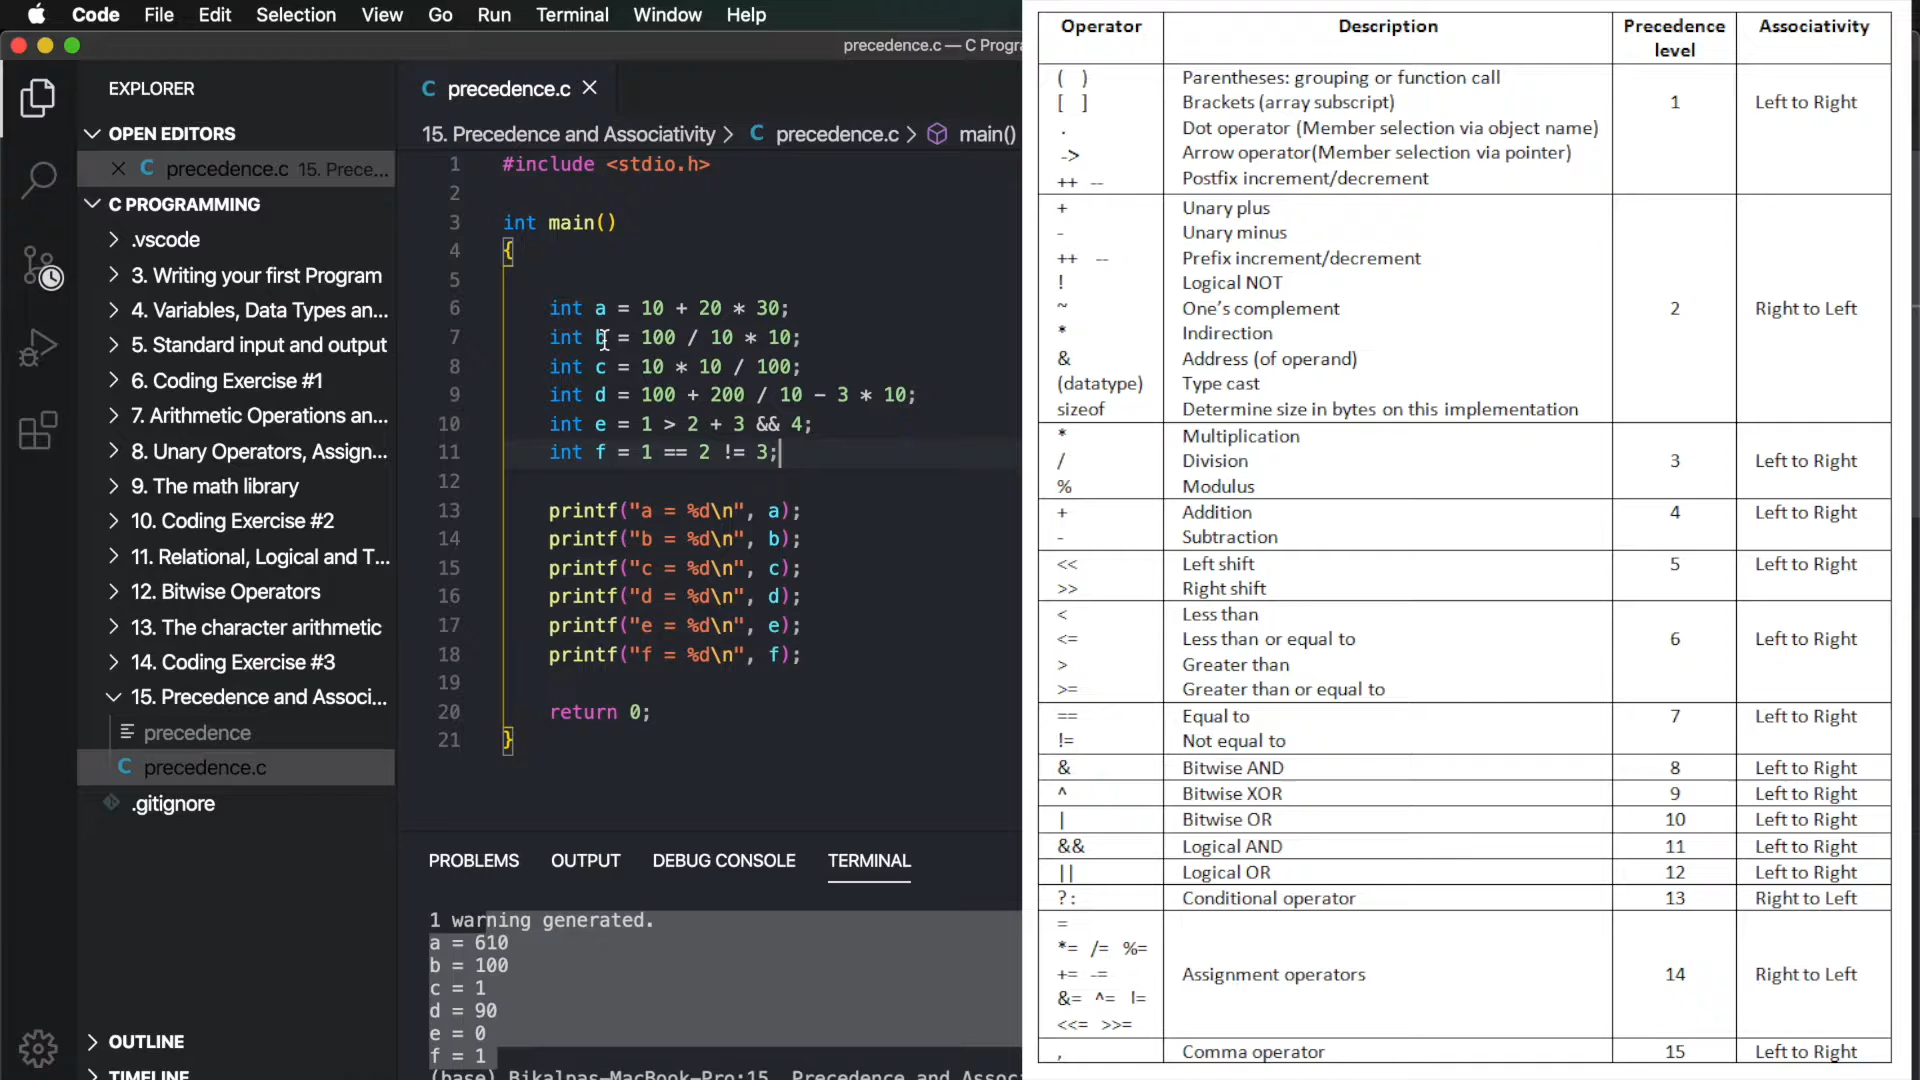 Code File Edit Selection View Go Run Terminal Window Help
precedence.c — C Progra
EXPLORER
OPEN EDITORS
precedence.c 15. Prece...
C PROGRAMMING
.vscode
3. Writing your first Program
4. Variables, Data Types an...
5. Standard input and output
6. Coding Exercise #1
7. Arithmetic Operations an...
8. Unary Operators, Assign...
9. The math library
10. Coding Exercise #2
11. Relational, Logical and T...
12. Bitwise Operators
13. The character arithmetic
14. Coding Exercise #3
15. Precedence and Associ...
precedence
C precedence.c
.gitignore
OUTLINE
TIMELINE
C precedence.c
15. Precedence and Associativity > C precedence.c > main()
1 #include <stdio.h>
2
3 int main()
4 {
5
6 int a = 10 + 20 * 30;
7 int b = 100 / 10 * 10;
8 int c = 10 * 10 / 100;
9 int d = 100 + 200 / 10 - 3 * 10;
10 int e = 1 > 2 + 3 && 4;
11 int f = 1 == 2 != 3;
12
13 printf("a = %d\n", a);
14 printf("b = %d\n", b);
15 printf("c = %d\n", c);
16 printf("d = %d\n", d);
17 printf("e = %d\n", e);
18 printf("f = %d\n", f);
19
20 return 0;
21 }
PROBLEMS OUTPUT DEBUG CONSOLE TERMINAL
1 warning generated.
a = 610
b = 100
c = 1
d = 90
e = 0
f = 1
(base) Bikalpas-MacBook-Pro:15. Precedence and Assoc
Operator Description Precedence level Associativity
( ) Parentheses: grouping or function call
[ ] Brackets (array subscript) 1 Left to Right
. Dot operator (Member selection via object name)
-> Arrow operator(Member selection via pointer)
++ -- Postfix increment/decrement
+ Unary plus
- Unary minus
++ -- Prefix increment/decrement
! Logical NOT
~ One’s complement 2 Right to Left
* Indirection
& Address (of operand)
(datatype) Type cast
sizeof Determine size in bytes on this implementation
* Multiplication
/ Division 3 Left to Right
% Modulus
+ Addition 4 Left to Right
- Subtraction
<< Left shift 5 Left to Right
>> Right shift
< Less than
<= Less than or equal to 6 Left to Right
> Greater than
>= Greater than or equal to
== Equal to 7 Left to Right
!= Not equal to
& Bitwise AND 8 Left to Right
^ Bitwise XOR 9 Left to Right
| Bitwise OR 10 Left to Right
&& Logical AND 11 Left to Right
|| Logical OR 12 Left to Right
?: Conditional operator 13 Right to Left
=
*= /= %=
+= -= Assignment operators 14 Right to Left
&= ^= |=
<<= >>=
, Comma operator 15 Left to Right